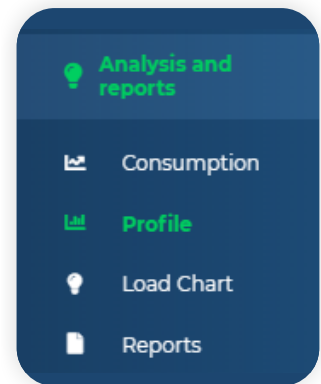 Analysis and
reports
Consumption
Profile
Load Chart
Reports